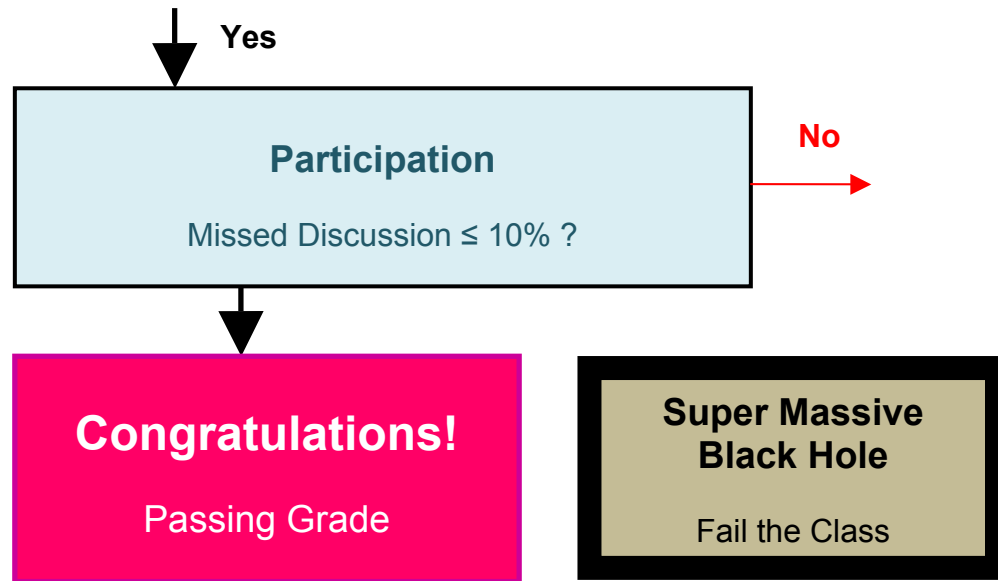 Yes
Participation
No
Missed Discussion ≤ 10% ?
Congratulations!
Passing Grade
Super Massive
Black Hole
Fail the Class